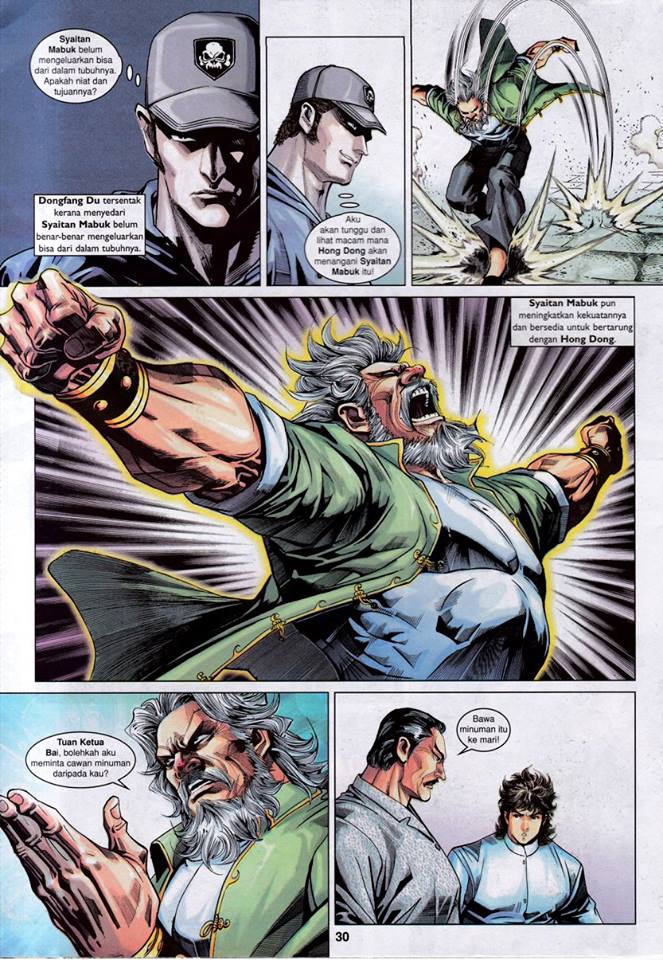 Syaitan
Mabuk belum
mengeluarkan bisa
dari dalam tubuhnya.
Apakah niat dan
tujuannya?
Dongfang Du tersentak
kerana menyedari
Syaitan Mabuk belum
benar-benar mengeluarkan
bisa dari dalam tubuhnya.
Aku
akan tunggu dan
lihat macam mana
Hong Dong akan
menangani Syaitan
Mabuk itu!
Syaitan Mabuk pun
meningkatkan kekuatannya
dan bersedia untuk bertarung
dengan Hong Dong.
Tuan Ketua
Bai, bolehkah aku
meminta cawan minuman
daripada kau?
Bawa
minuman itu
ke mari!
30